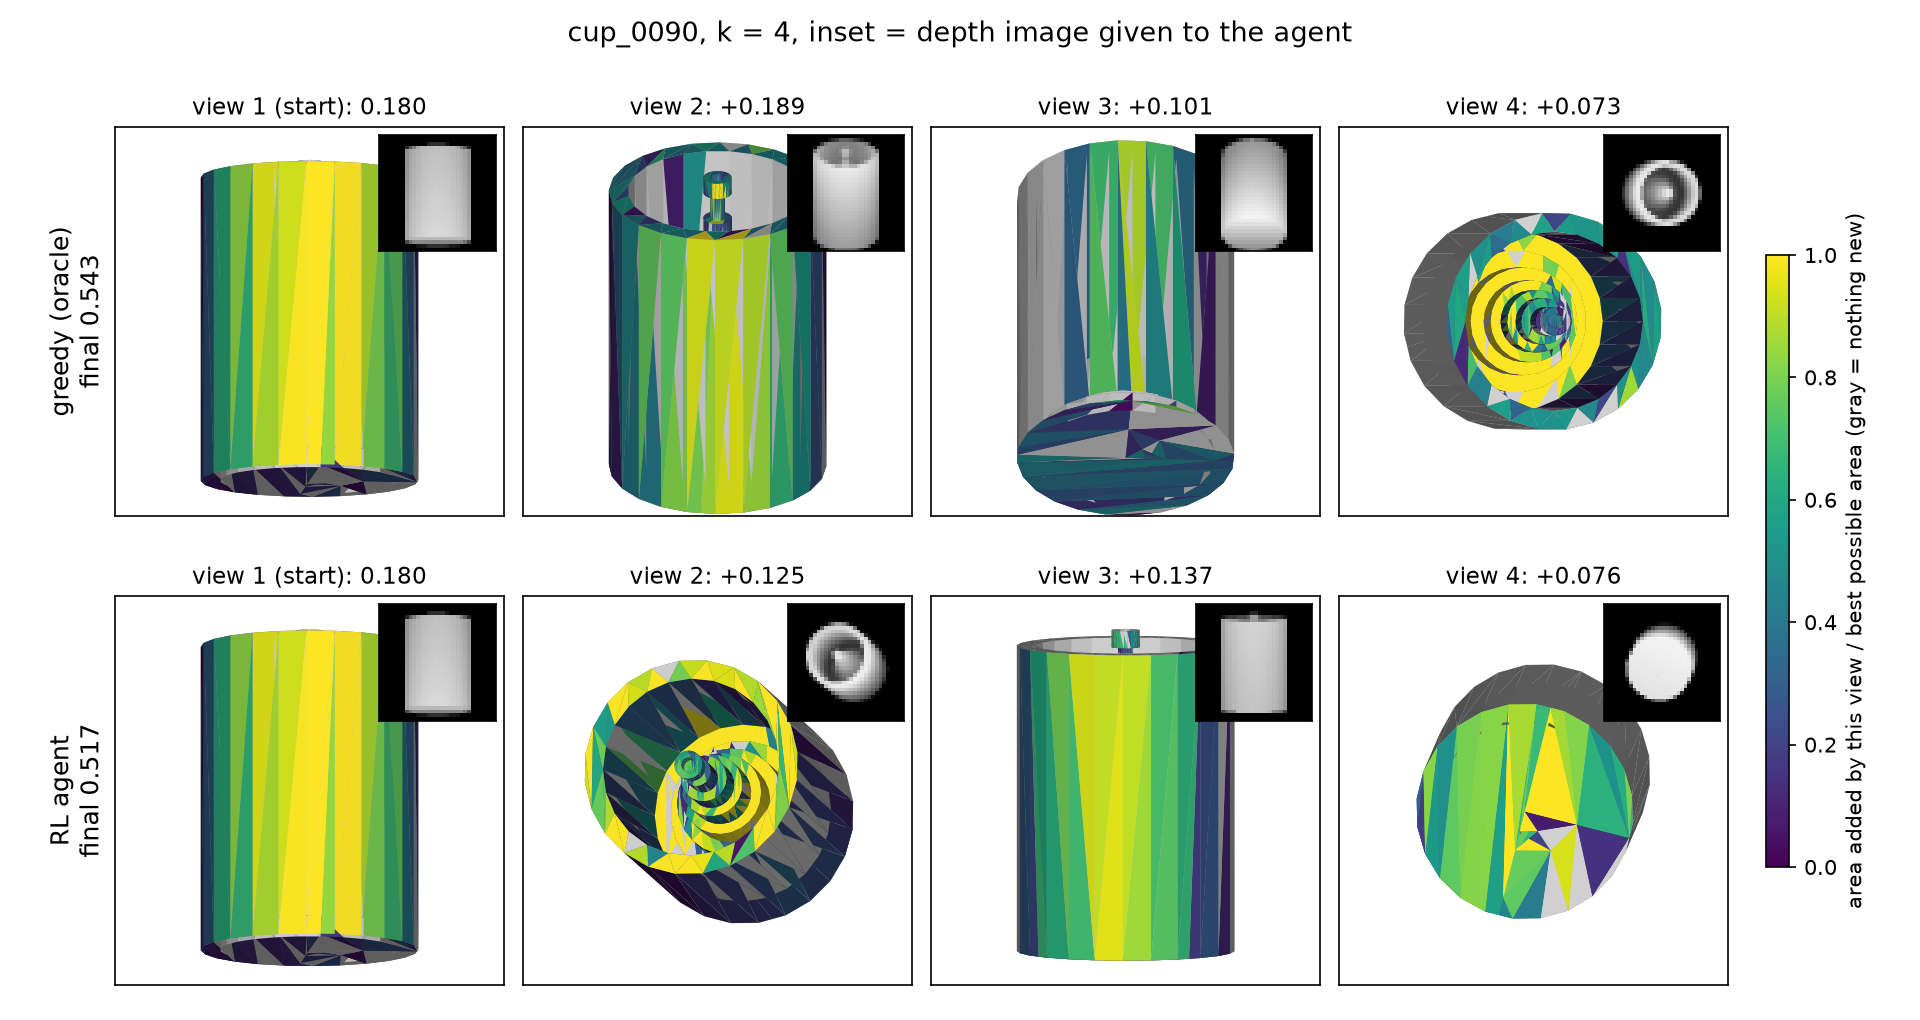 cup_0090, k = 4, inset = depth image given to the agent
greedy (oracle)
final 0.543
view 1 (start): 0.180
view 2: +0.189
view 3: +0.101
view 4: +0.073
RL agent
final 0.517
view 1 (start): 0.180
view 2: +0.125
view 3: +0.137
view 4: +0.076
1.0
0.8
0.6
0.4
0.2
0.0
area added by this view / best possible area (gray = nothing new)